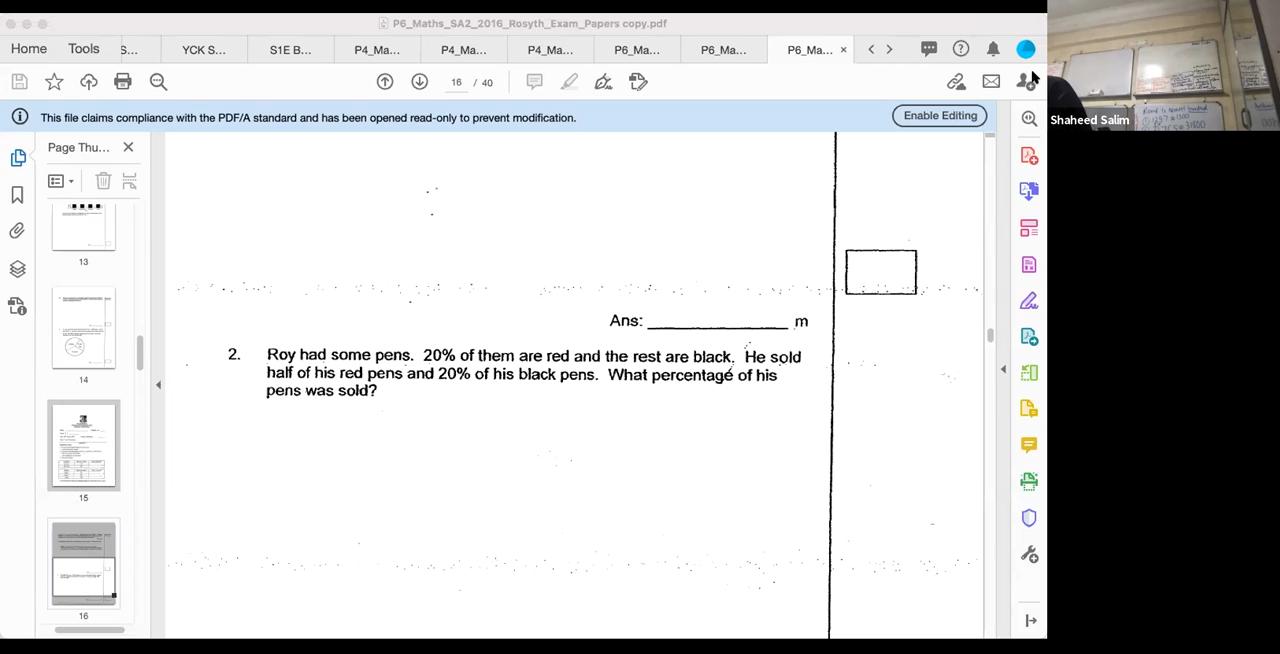 P6_Maths_SA2_2016_Rosyth_Exam_Papers copy.pdf
Home Tools S... YCK S... S1E B... P4_Ma... P4_Ma... P4_Ma... P6_Ma... P6_Ma... P6_Ma... ×
16 / 40
This file claims compliance with the PDF/A standard and has been opened read-only to prevent modification.
Enable Editing
Shaheed Salim
Page Thu...
13
14
15
16
Ans: ____________ m
2. Roy had some pens. 20% of them are red and the rest are black. He sold
half of his red pens and 20% of his black pens. What percentage of his
pens was sold?